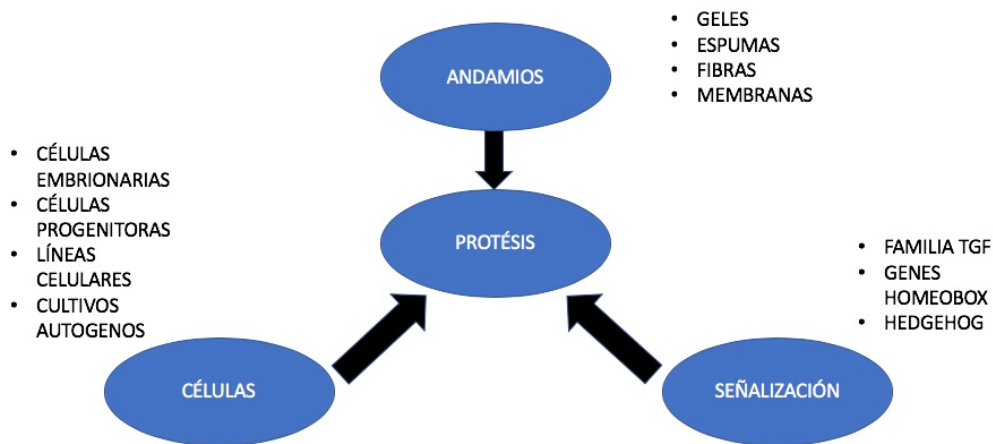 ANDAMIOS
• GELES
• ESPUMAS
• FIBRAS
• MEMBRANAS
• CÉLULAS
EMBRIONARIAS
• CÉLULAS
PROGENITORAS
• LÍNEAS
CELULARES
• CULTIVOS
AUTOGENOS
PROTÉSIS
• FAMILIA TGF
• GENES
HOMEOBOX
• HEDGEHOG
CÉLULAS
SEÑALIZACIÓN